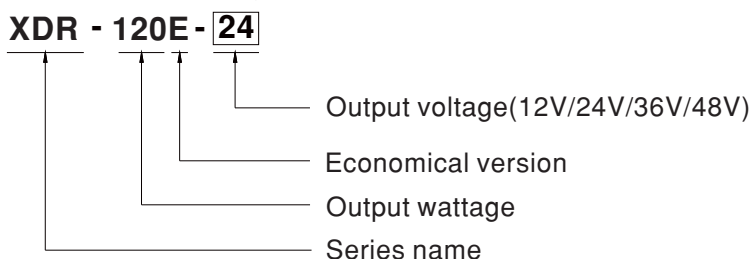 XDR - 120E - 24
Output voltage(12V/24V/36V/48V)
Economical version
Output wattage
Series name